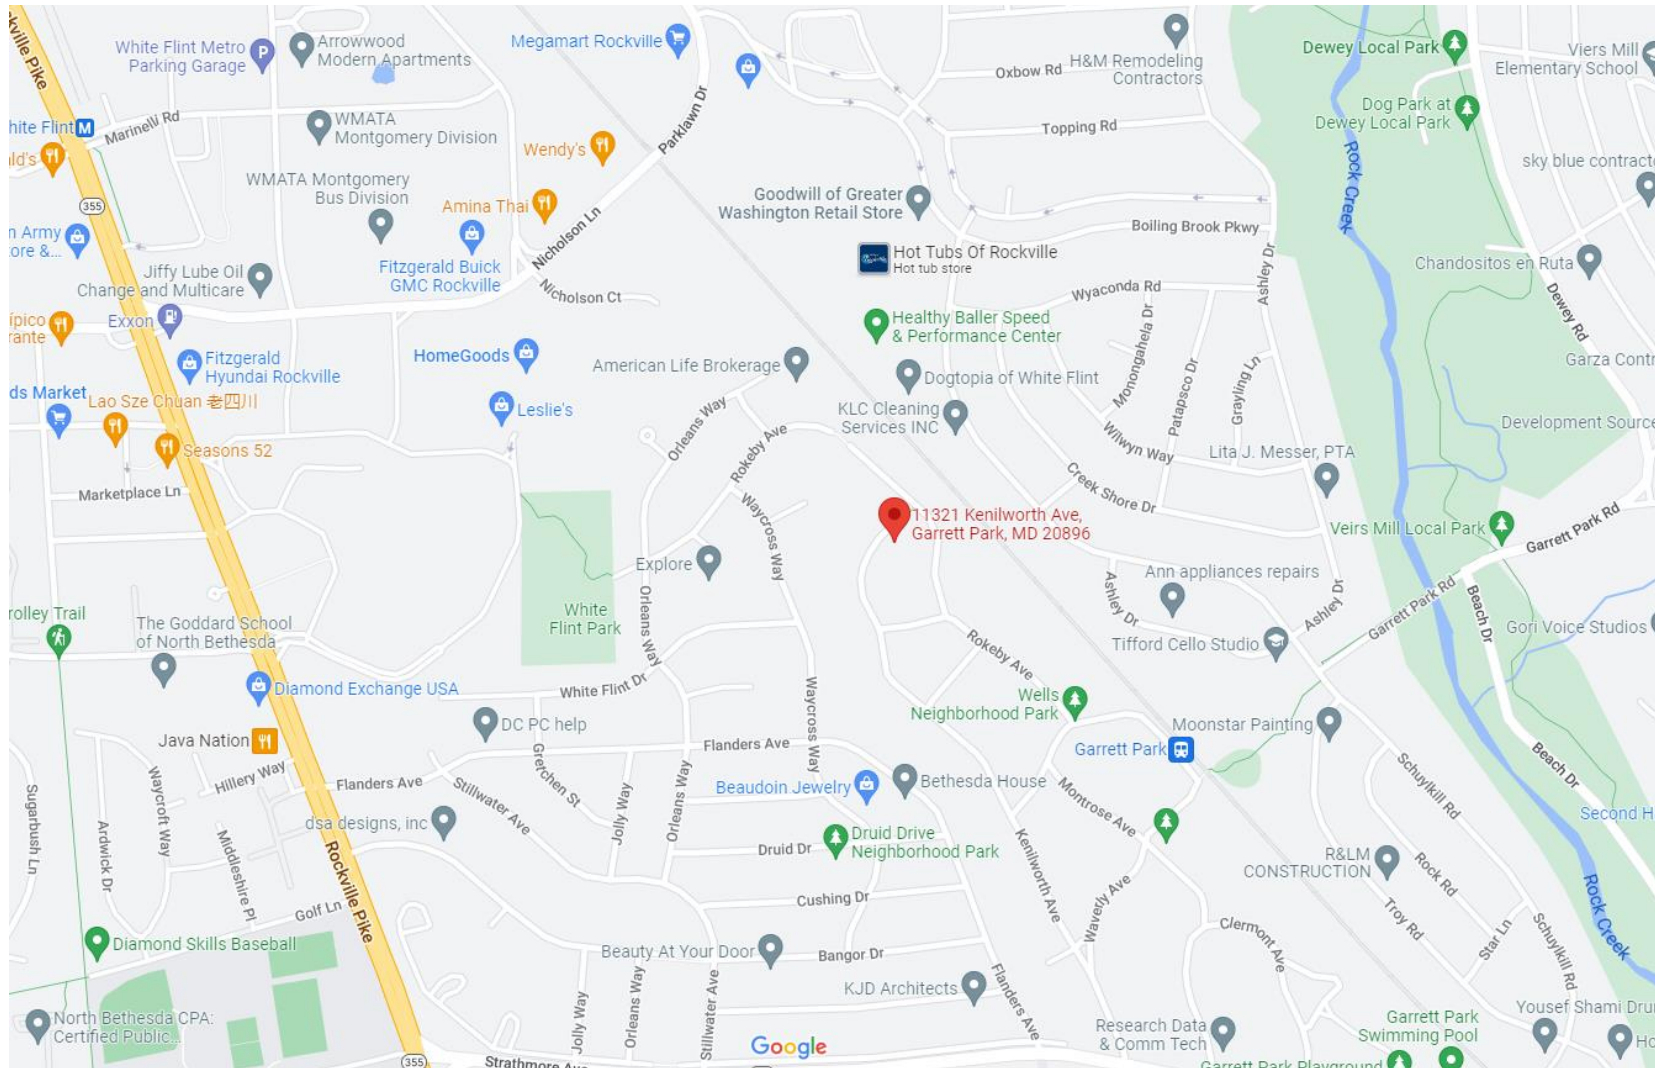 ckville Pike
White Flint Metro
Parking Garage
Arrowwood
Modern Apartments
Megamart Rockville
Oxbow Rd
H&M Remodeling
Contractors
Dewey Local Park
Viers Mill
Elementary School
Parklawn Dr
Dog Park at
Dewey Local Park
hite Flint
M
Marinelli Rd
WMATA
Montgomery Division
Topping Rd
ld's
Wendy's
Rock Creek
sky blue contract
WMATA Montgomery
Bus Division
Goodwill of Greater
Washington Retail Store
355
Amina Thai
Nicholson Ln
Boiling Brook Pkwy
n Army
ore &...
Fitzgerald Buick
GMC Rockville
Hot Tubs Of Rockville
Hot tub store
Ashley Dr
Chandositos en Ruta
Jiffy Lube Oil
Change and Multicare
Nicholson Ct
Wyaconda Rd
Dewey Rd
ípico
rante
Exxon
Healthy Baller Speed
& Performance Center
Monongahela Dr
Fitzgerald
Hyundai Rockville
HomeGoods
American Life Brokerage
Dogtopia of White Flint
Patapsco Dr
Grayling Ln
Garza Contr
ds Market
Lao Sze Chuan 老四川
Leslie's
Orleans Way
KLC Cleaning
Services INC
Development Source
Seasons 52
Rokeby Ave
Wilwyn Way
Lita J. Messer, PTA
Marketplace Ln
Waycross Way
Creek Shore Dr
11321 Kenilworth Ave,
Garrett Park, MD 20896
Veirs Mill Local Park
Garrett Park Rd
Explore
Orleans Way
Ann appliances repairs
Ashley Dr
Ashley Dr
Garrett Park Rd
Beach Dr
rolley Trail
The Goddard School
of North Bethesda
White
Flint Park
Rokeby Ave
Tifford Cello Studio
Gori Voice Studios
Diamond Exchange USA
White Flint Dr
Waycross Way
Wells
Neighborhood Park
Java Nation
DC PC help
Moonstar Painting
Garrett Park
Hillery Way
Flanders Ave
Gretchen St
Flanders Ave
Beach Dr
Sugarbush Ln
Ardwick Dr
Waycroft Way
Stillwater Ave
Jolly Way
Orleans Way
Beaudoin Jewelry
Bethesda House
Montrose Ave
Schuylkill Rd
dsa designs, inc
Second H
Middleshire Pl
Rockville Pike
Druid Dr
Druid Drive
Neighborhood Park
Kenilworth Ave
R&LM
CONSTRUCTION
Rock Rd
Golf Ln
Cushing Dr
Waverly Ave
Troy Rd
Rock Creek
Clermont Ave
Star Ln
Schuylkill Rd
Diamond Skills Baseball
Beauty At Your Door
Bangor Dr
Jolly Way
Orleans Way
Stillwater Ave
KJD Architects
Flanders Ave
North Bethesda CPA:
Certified Public...
Google
Research Data
& Comm Tech
Garrett Park
Swimming Pool
Yousef Shami Dru
Ho
355
Strathmore Ave
Garrett Park Playground